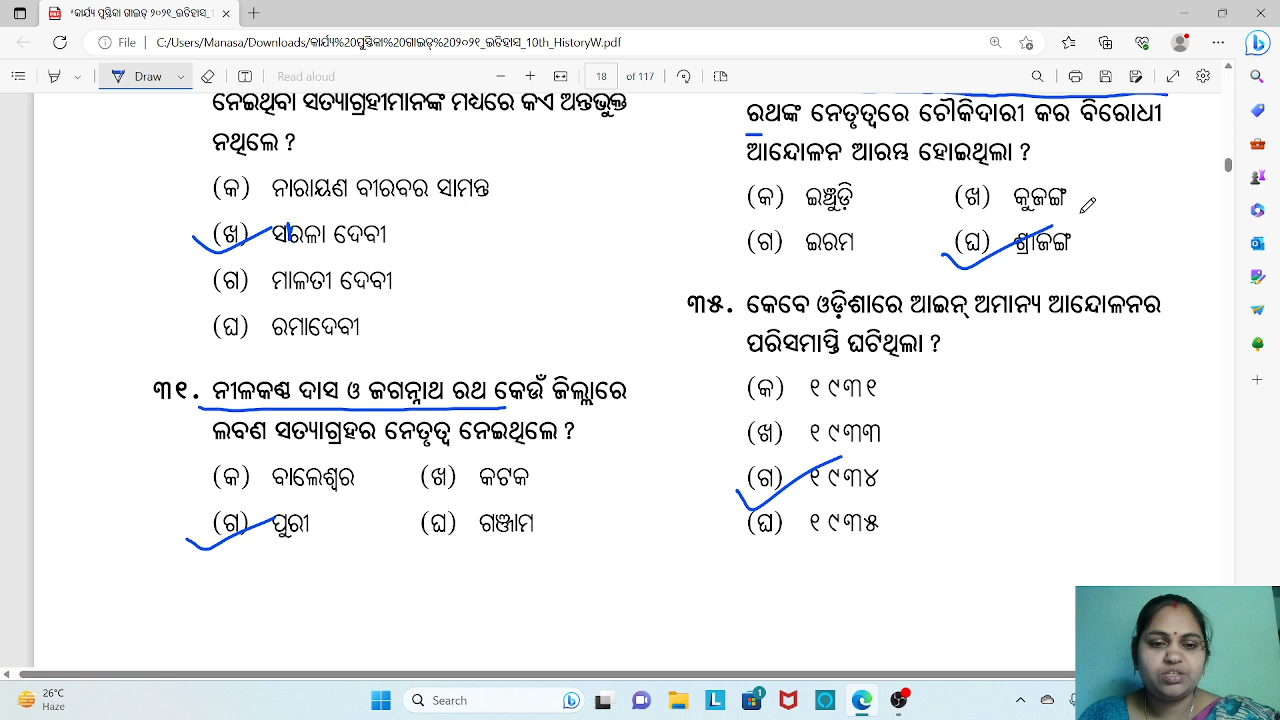 *କାର୍ଯ୍ୟ ପୁସ୍ତିକା ଗାଇଡ୍ ୨୦୨୧_ଇତିହାସ_1
File
C:/Users/Manasa/Downloads/କାର୍ଯ୍ୟ%20ପୁସ୍ତିକା%20ଗାଇଡ୍%20୨୦୨୧_ଇତିହାସ_10th_HistoryW.pdf
Draw
Read aloud
18 of 117
ନେଇଥିବା ସତ୍ୟାଗ୍ରହୀମାନଙ୍କ ମଧ୍ୟରେ କିଏ ଅନ୍ତର୍ଭୁକ୍ତ
ନଥିଲେ ?
(କ) ନାରାୟଣ ବୀରବର ସାମନ୍ତ
(ଖ) ସରଳା ଦେବୀ
(ଗ) ମାଳତୀ ଦେବୀ
(ଘ) ରମାଦେବୀ
୩୧. ନୀଳକଣ୍ଠ ଦାସ ଓ ଜଗନ୍ନାଥ ରଥ କେଉଁ ଜିଲ୍ଲାରେ
ଲବଣ ସତ୍ୟାଗ୍ରହର ନେତୃତ୍ୱ ନେଇଥିଲେ ?
(କ) ବାଲେଶ୍ୱର (ଖ) କଟକ
(ଗ) ପୁରୀ (ଘ) ଗଞ୍ଜାମ
ରଥଙ୍କ ନେତୃତ୍ୱରେ ଚୌକିଦାରୀ କର ବିରୋଧୀ
ଆନ୍ଦୋଳନ ଆରମ୍ଭ ହୋଇଥିଲା ?
(କ) ଇଞ୍ଚୁଡ଼ି (ଖ) କୁଜଙ୍ଗ
(ଗ) ଇରମ (ଘ) ଶ୍ରୀଜଙ୍ଗ
୩୫. କେବେ ଓଡ଼ିଶାରେ ଆଇନ୍ ଅମାନ୍ୟ ଆନ୍ଦୋଳନର
ପରିସମାପ୍ତି ଘଟିଥିଲା ?
(କ) ୧୯୩୧
(ଖ) ୧୯୩୩
(ଗ) ୧୯୩୪
(ଘ) ୧୯୩୫
26°C
Haze
Search